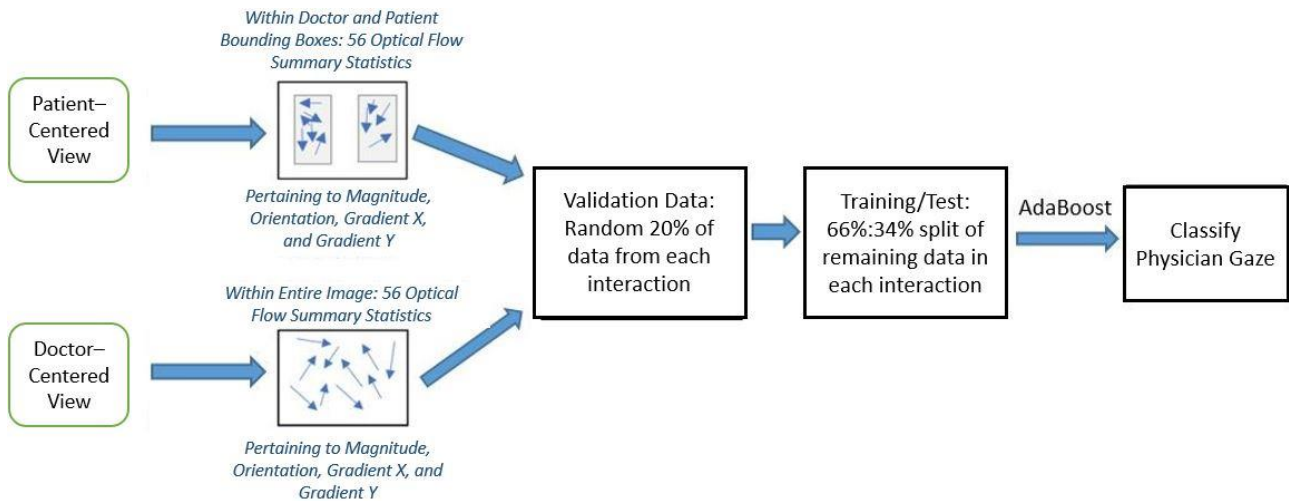 Within Doctor and Patient
Bounding Boxes: 56 Optical Flow
Summary Statistics
Patient–
Centered
View
Pertaining to Magnitude,
Orientation, Gradient X,
and Gradient Y
Within Entire Image: 56 Optical
Flow Summary Statistics
Doctor–
Centered
View
Pertaining to Magnitude,
Orientation, Gradient X, and
Gradient Y
Validation Data:
Random 20% of
data from each
interaction
Training/Test:
66%:34% split of
remaining data in
each interaction
AdaBoost
Classify
Physician Gaze